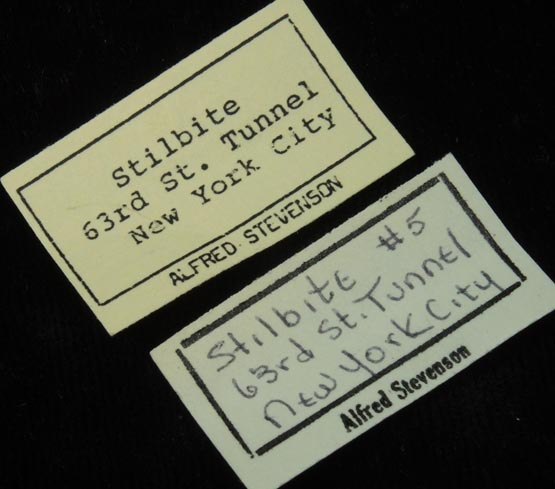 Stilbite
63rd St. Tunnel
New York City
ALFRED STEVENSON
Stilbite #5
63rd St. Tunnel
New York City
Alfred Stevenson